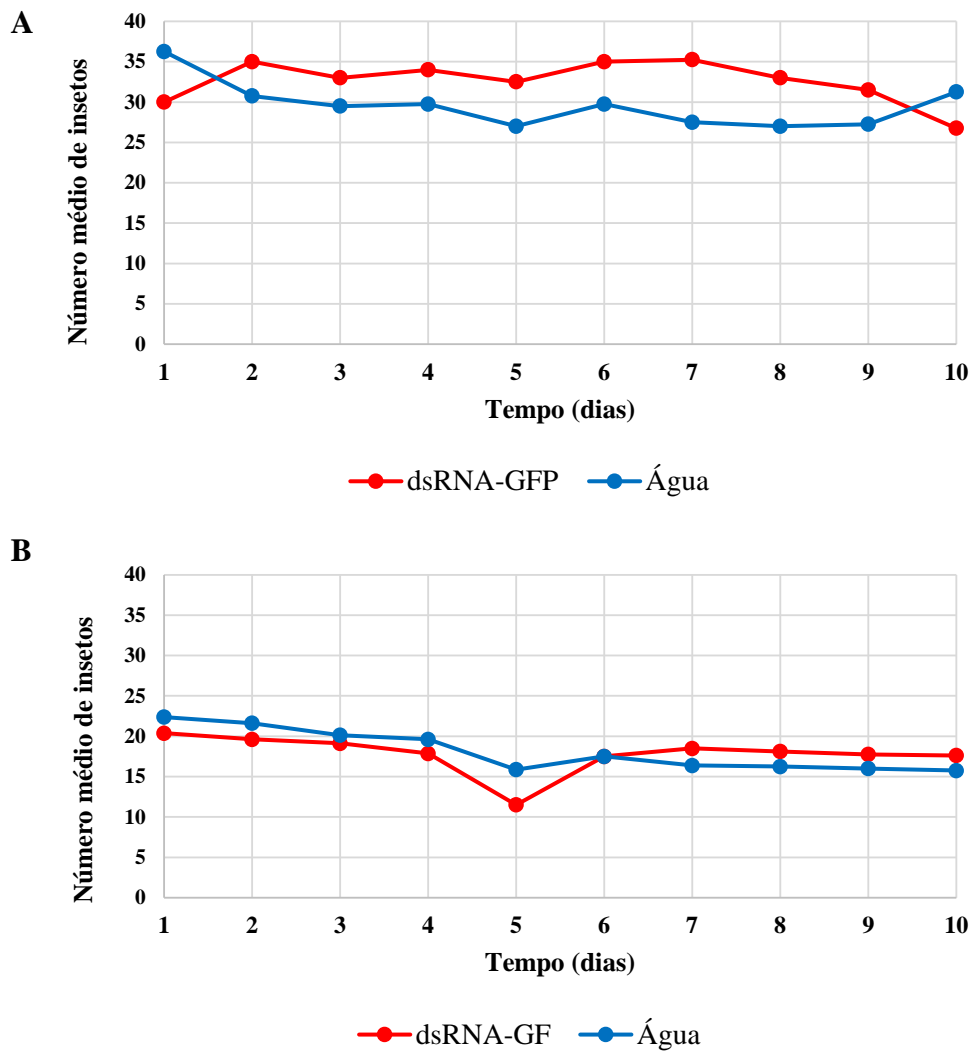 A
40
35
30
25
20
15
10
5
0
Número médio de insetos
1 2 3 4 5 6 7 8 9 10
Tempo (dias)
dsRNA-GFP Água
B
40
35
30
25
20
15
10
5
0
Número médio de insetos
1 2 3 4 5 6 7 8 9 10
Tempo (dias)
dsRNA-GF Água